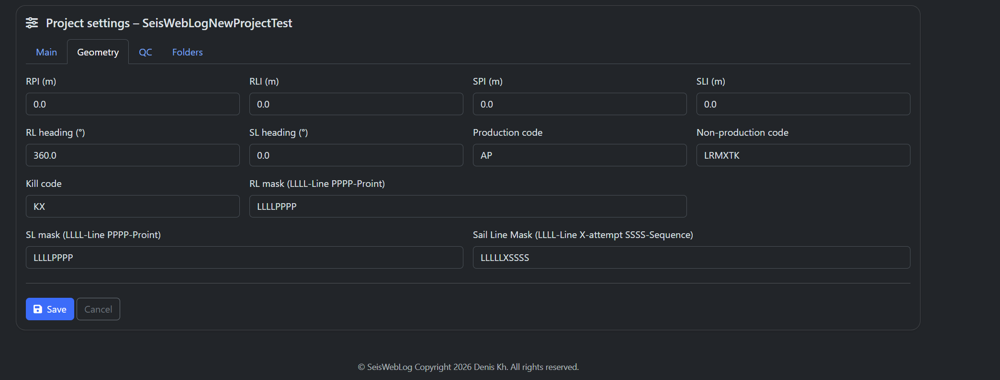 Project settings – SeisWebLogNewProjectTest
Main Geometry QC Folders
RPI (m) RLI (m) SPI (m) SLI (m)
0.0 0.0 0.0 0.0
RL heading (°) SL heading (°) Production code Non-production code
360.0 0.0 AP LRMXTK
Kill code RL mask (LLLL-Line PPPP-Proint)
KX LLLLPPPP
SL mask (LLLL-Line PPPP-Proint) Sail Line Mask (LLLL-Line X-attempt SSSS-Sequence)
LLLLPPPP LLLLLXSSSS
Save Cancel
© SeisWebLog Copyright 2026 Denis Kh. All rights reserved.